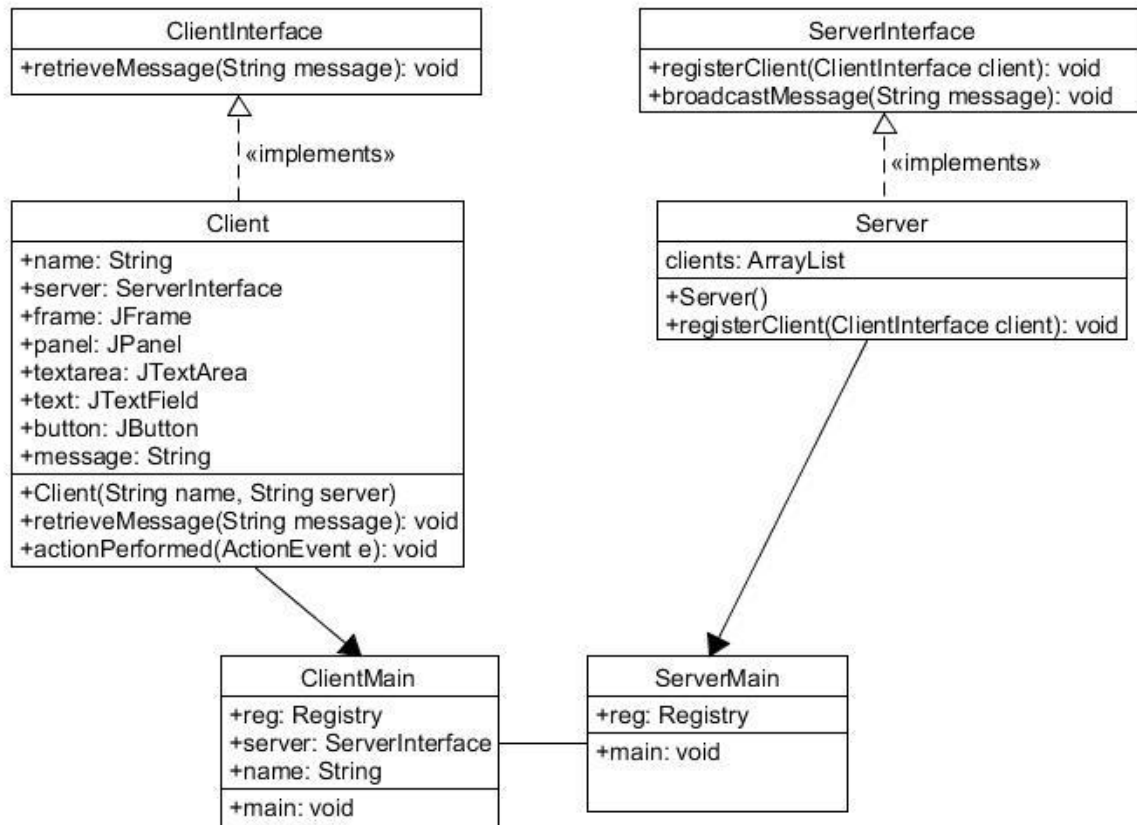 ClientInterface
+retrieveMessage(String message): void
«implements»
Client
+name: String
+server: ServerInterface
+frame: JFrame
+panel: JPanel
+textarea: JTextArea
+text: JTextField
+button: JButton
+message: String
+Client(String name, String server)
+retrieveMessage(String message): void
+actionPerformed(ActionEvent e): void
ServerInterface
+registerClient(ClientInterface client): void
+broadcastMessage(String message): void
«implements»
Server
clients: ArrayList
+Server()
+registerClient(ClientInterface client): void
ClientMain
+reg: Registry
+server: ServerInterface
+name: String
+main: void
ServerMain
+reg: Registry
+main: void